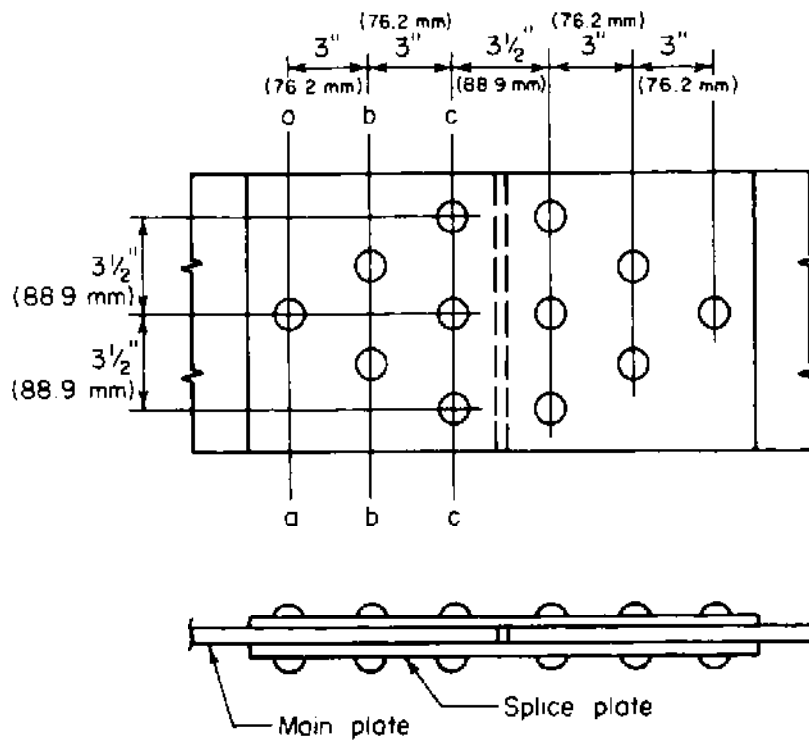 (76.2 mm) (76.2 mm)
3" 3" 3½" 3" 3"
(76 2 mm) (88 9 mm) (76.2 mm)
o b c
3½"
(88 9 mm)
3½"
(88.9 mm)
a b c
Main plate
Splice plate